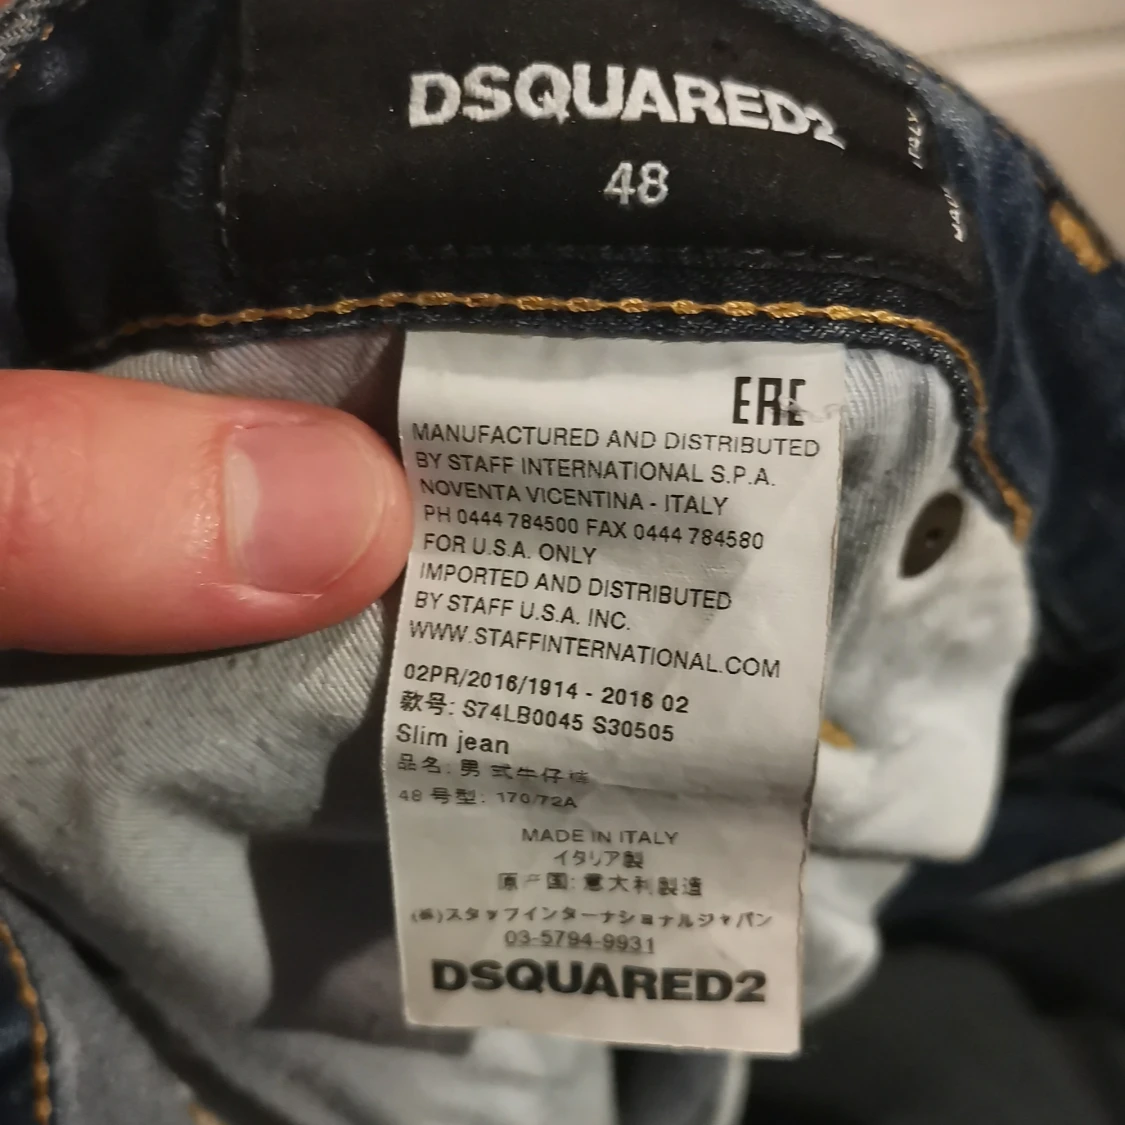 DSQUARED2
48
ITALY
EAC
MANUFACTURED AND DISTRIBUTED
BY STAFF INTERNATIONAL S.P.A.
NOVENTA VICENTINA - ITALY
PH 0444 784500 FAX 0444 784580
FOR U.S.A. ONLY
IMPORTED AND DISTRIBUTED
BY STAFF U.S.A. INC.
WWW.STAFFINTERNATIONAL.COM
02PR/2016/1914 - 2016 02
款号: S74LB0045 S30505
Slim jean
品名: 男 式牛仔裤
48 号型: 170/72A
MADE IN ITALY
イタリア製
原产国: 意大利製造
(株)スタッフインターナショナルジャパン
03-5794-9931
DSQUARED2